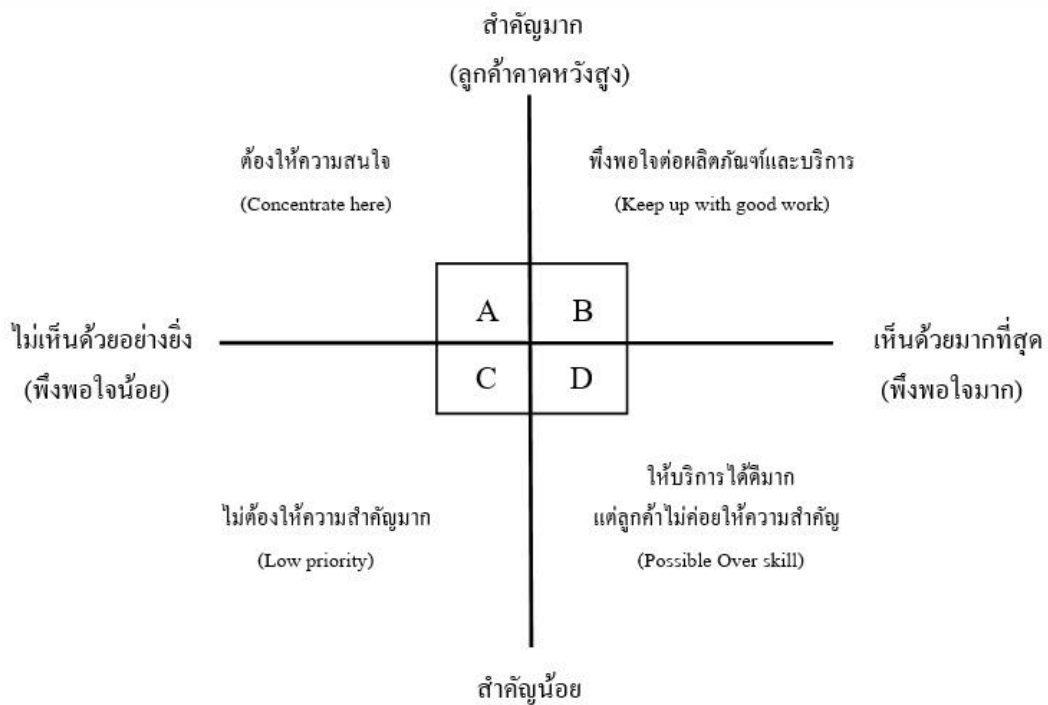 สำคัญมาก
(ลูกค้าคาดหวังสูง)
ต้องให้ความสนใจ
(Concentrate here)
พึงพอใจต่อผลิตภัณฑ์และบริการ
(Keep up with good work)
A
B
ไม่เห็นด้วยอย่างยิ่ง
(พึงพอใจน้อย)
เห็นด้วยมากที่สุด
(พึงพอใจมาก)
C
D
ไม่ต้องให้ความสำคัญมาก
(Low priority)
ให้บริการได้ดีมาก
แต่ลูกค้าไม่ค่อยให้ความสำคัญ
(Possible Over skill)
สำคัญน้อย